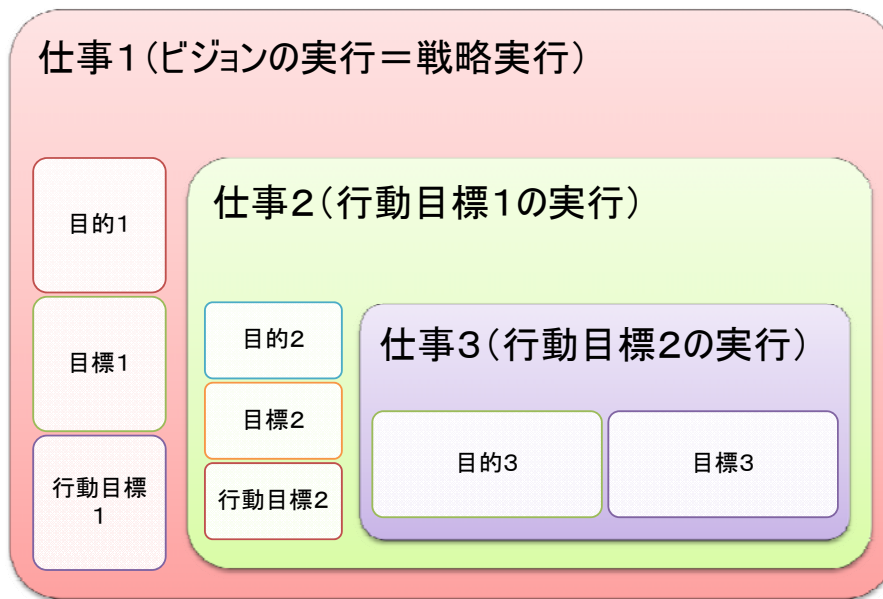 仕事１（ビジョンの実行＝戦略実行）
目的1
目標1
行動目標
1
仕事２（行動目標１の実行）
目的2
目標2
行動目標2
仕事３（行動目標２の実行）
目的3
目標3